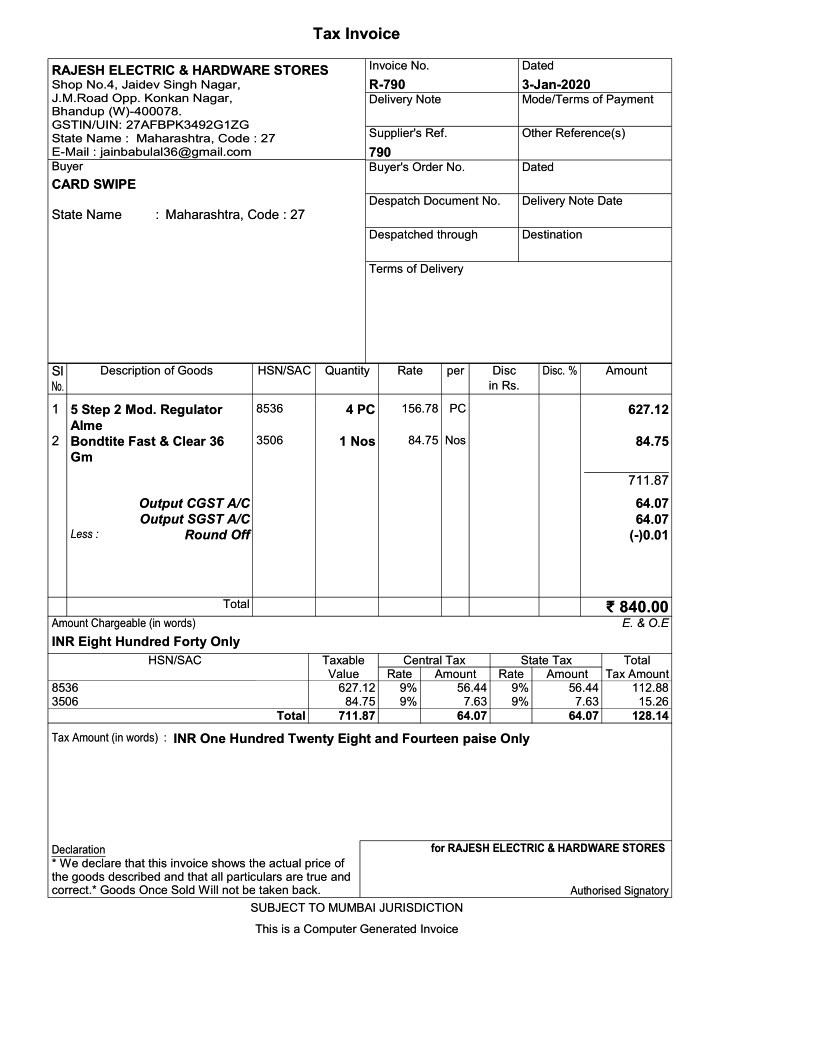 Tax Invoice
RAJESH ELECTRIC & HARDWARE STORES
Shop No.4, Jaidev Singh Nagar,
J.M.Road Opp. Konkan Nagar,
Bhandup (W)-400078.
GSTIN/UIN: 27AFBPK3492G1ZG
State Name : Maharashtra, Code : 27
E-Mail : jainbabulal36@gmail.com
Invoice No.
R-790
Dated
3-Jan-2020
Delivery Note
Mode/Terms of Payment
Supplier's Ref.
790
Other Reference(s)
Buyer
CARD SWIPE
State Name : Maharashtra, Code : 27
Buyer's Order No.
Dated
Despatch Document No.
Delivery Note Date
Despatched through
Destination
Terms of Delivery
Sl No. Description of Goods HSN/SAC Quantity Rate per Disc in Rs. Disc. % Amount
1 5 Step 2 Mod. Regulator 8536 4 PC 156.78 PC 627.12
Alme
2 Bondtite Fast & Clear 36 3506 1 Nos 84.75 Nos 84.75
Gm
711.87
Output CGST A/C 64.07
Output SGST A/C 64.07
Less : Round Off (-)0.01
Total ₹ 840.00
Amount Chargeable (in words) E. & O.E
INR Eight Hundred Forty Only
HSN/SAC Taxable Central Tax State Tax Total
Value Rate Amount Rate Amount Tax Amount
8536 627.12 9% 56.44 9% 56.44 112.88
3506 84.75 9% 7.63 9% 7.63 15.26
Total 711.87 64.07 64.07 128.14
Tax Amount (in words) : INR One Hundred Twenty Eight and Fourteen paise Only
Declaration
* We declare that this invoice shows the actual price of
the goods described and that all particulars are true and
correct.* Goods Once Sold Will not be taken back.
for RAJESH ELECTRIC & HARDWARE STORES
Authorised Signatory
SUBJECT TO MUMBAI JURISDICTION
This is a Computer Generated Invoice